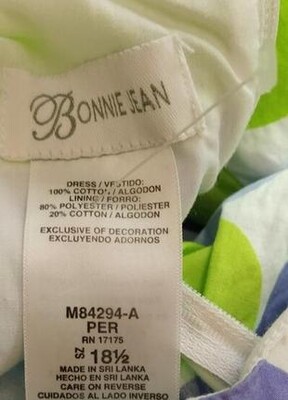 BONNIE JEAN
DRESS / VESTIDO:
100% COTTON / ALGODON
LINING / FORRO:
80% POLYESTER / POLIESTER
20% COTTON / ALGODON
EXCLUSIVE OF DECORATION
EXCLUYENDO ADORNOS
M84294-A
PER
RN 17175
SZ 18½
MADE IN SRI LANKA
HECHO EN SRI LANKA
CARE ON REVERSE
CUIDADOS AL LADO INVERSO